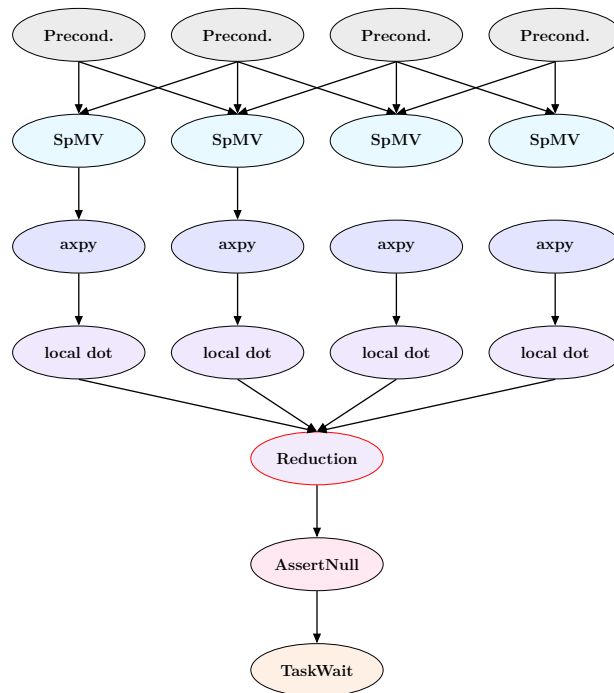 Precond. Precond. Precond. Precond.
SpMV SpMV SpMV SpMV
axpy axpy axpy axpy
local dot local dot local dot local dot
Reduction
AssertNull
TaskWait